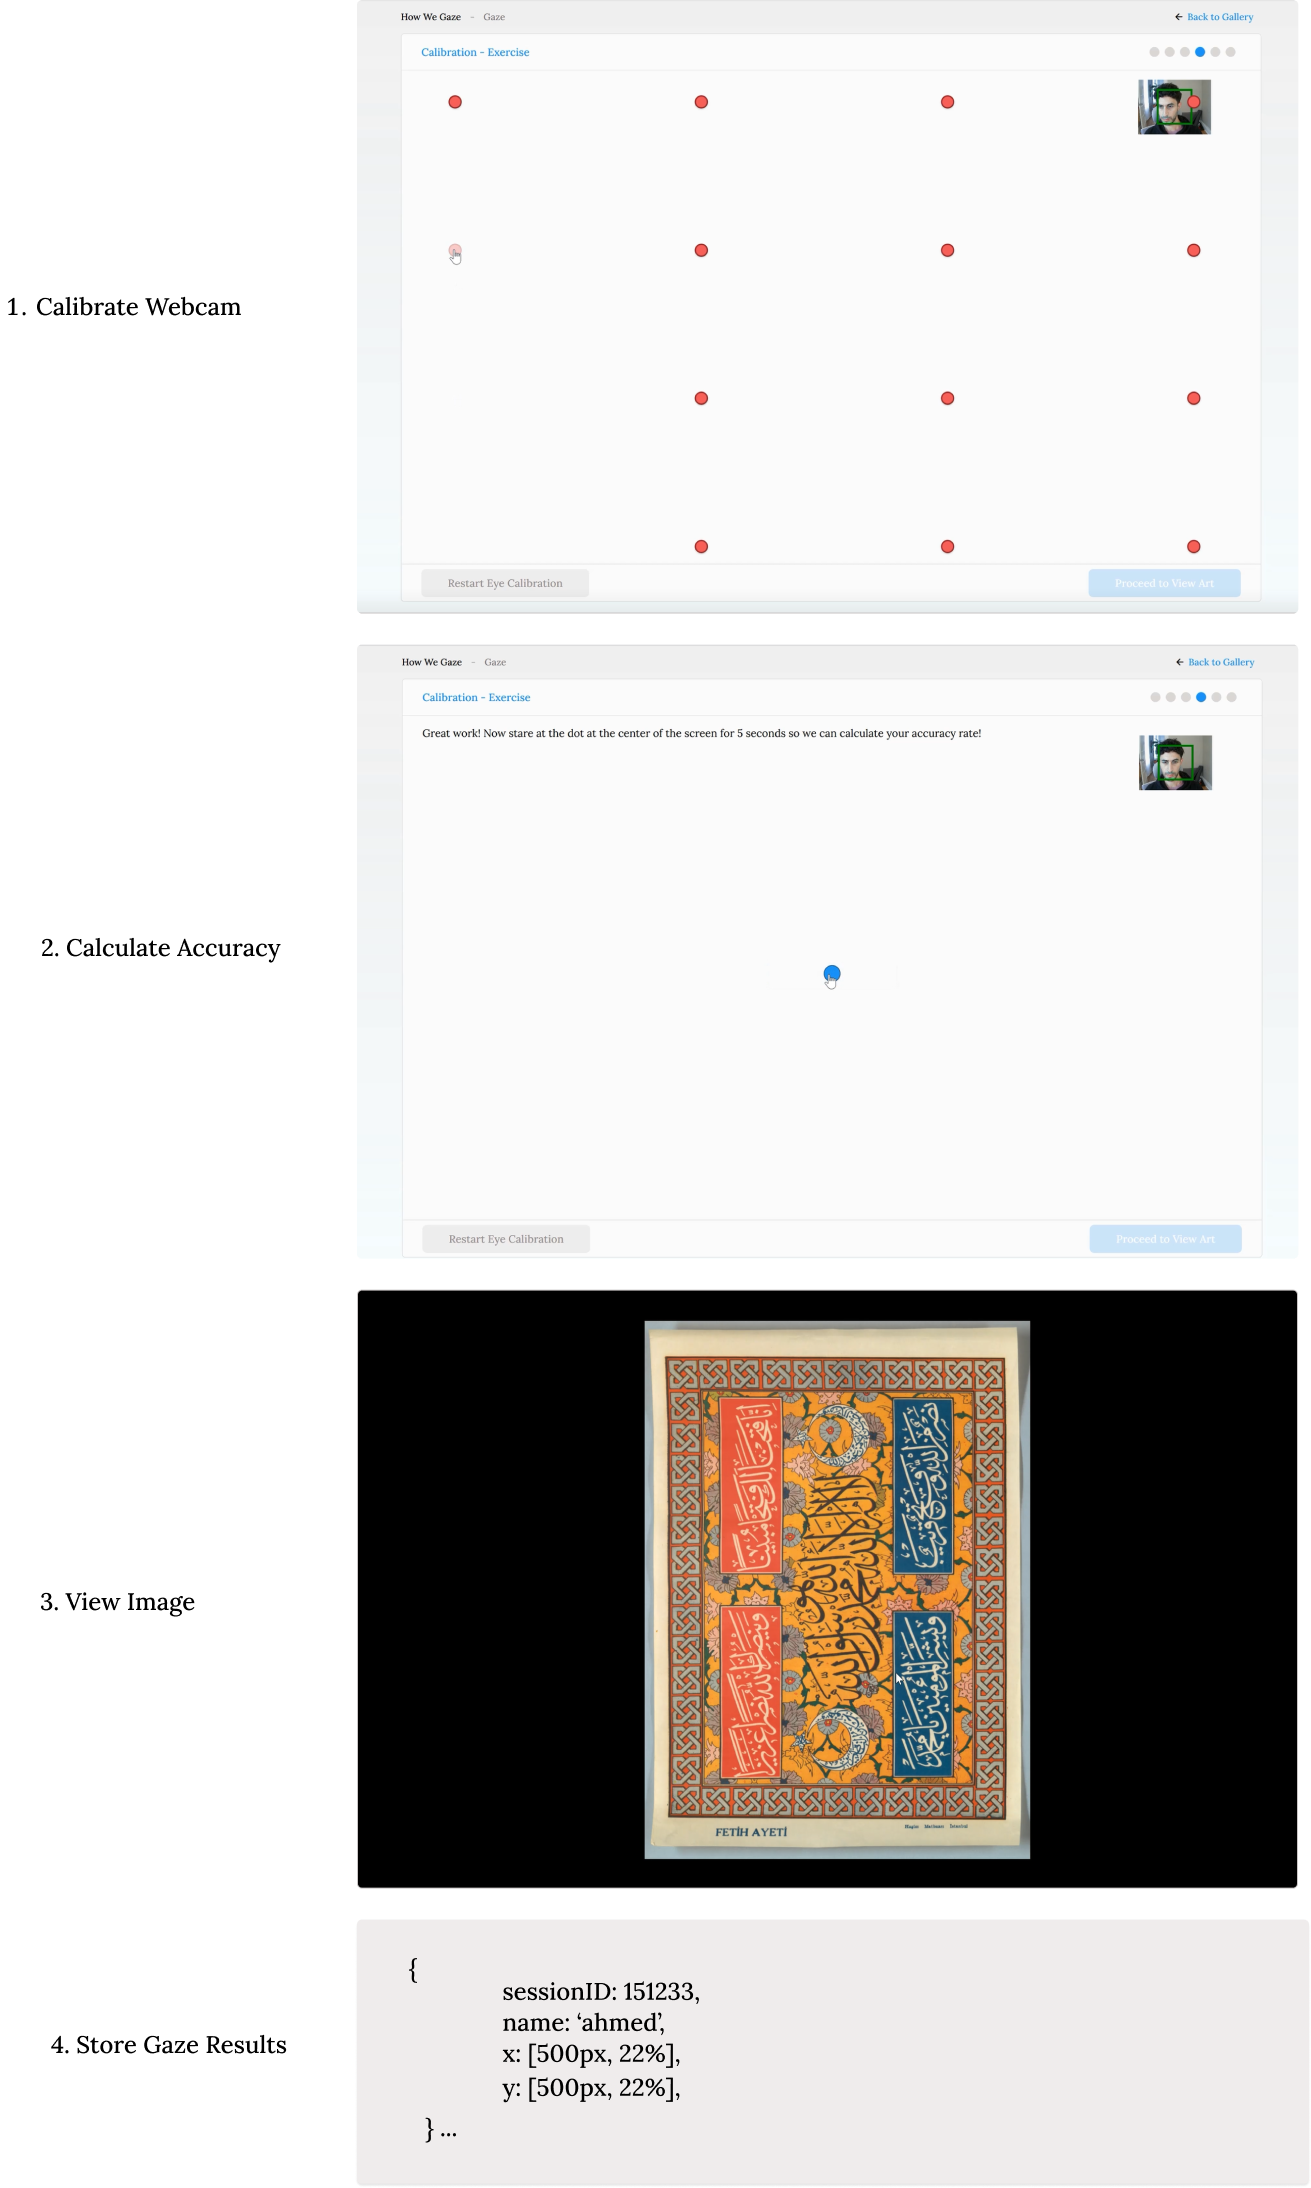 How We Gaze - Gaze
← Back to Gallery
Calibration - Exercise
1. Calibrate Webcam
Restart Eye Calibration
Proceed to View Art
How We Gaze - Gaze
← Back to Gallery
Calibration - Exercise
Great work! Now stare at the dot at the center of the screen for 5 seconds so we can calculate your accuracy rate!
2. Calculate Accuracy
Restart Eye Calibration
Proceed to View Art
3. View Image
FETİH AYETİ
4. Store Gaze Results
{
sessionID: 151233,
name: ‘ahmed’,
x: [500px, 22%],
y: [500px, 22%],
} ...